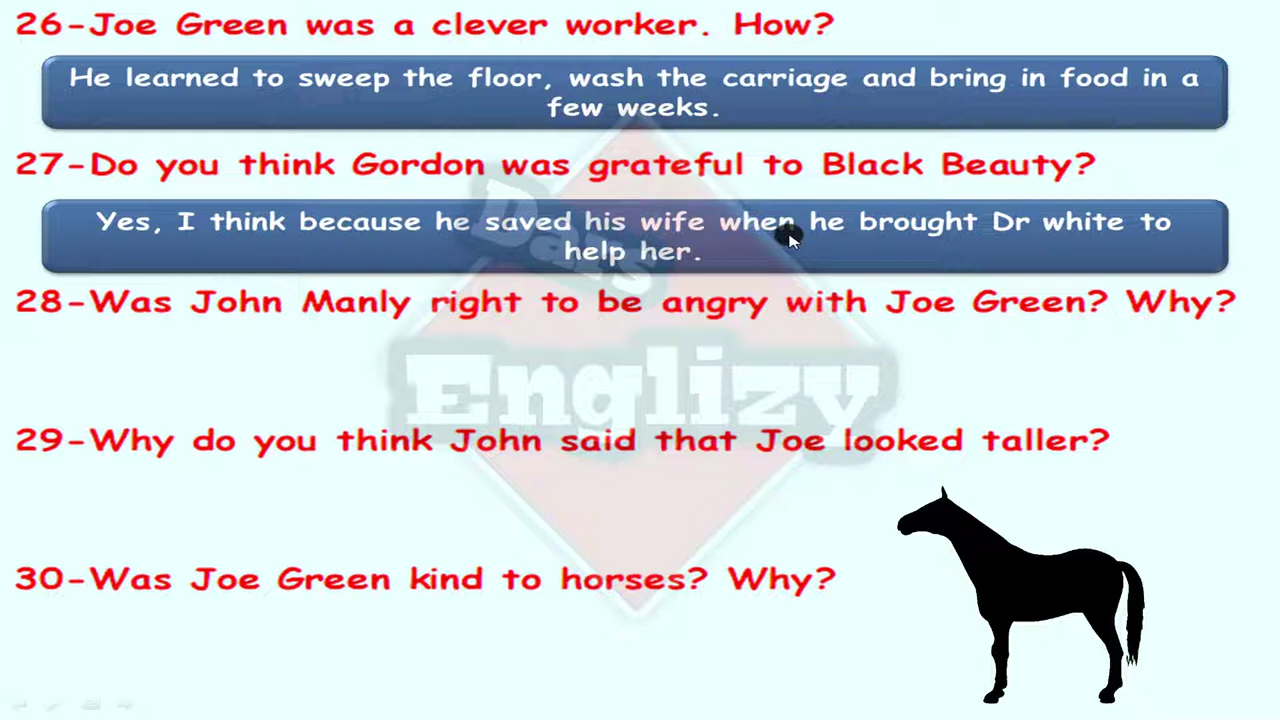 26-Joe Green was a clever worker. How?
He learned to sweep the floor, wash the carriage and bring in food in a
few weeks.
27-Do you think Gordon was grateful to Black Beauty?
Yes, I think because he saved his wife when he brought Dr white to
help her.
28-Was John Manly right to be angry with Joe Green? Why?
29-Why do you think John said that Joe looked taller?
30-Was Joe Green kind to horses? Why?
Dars
Englizy